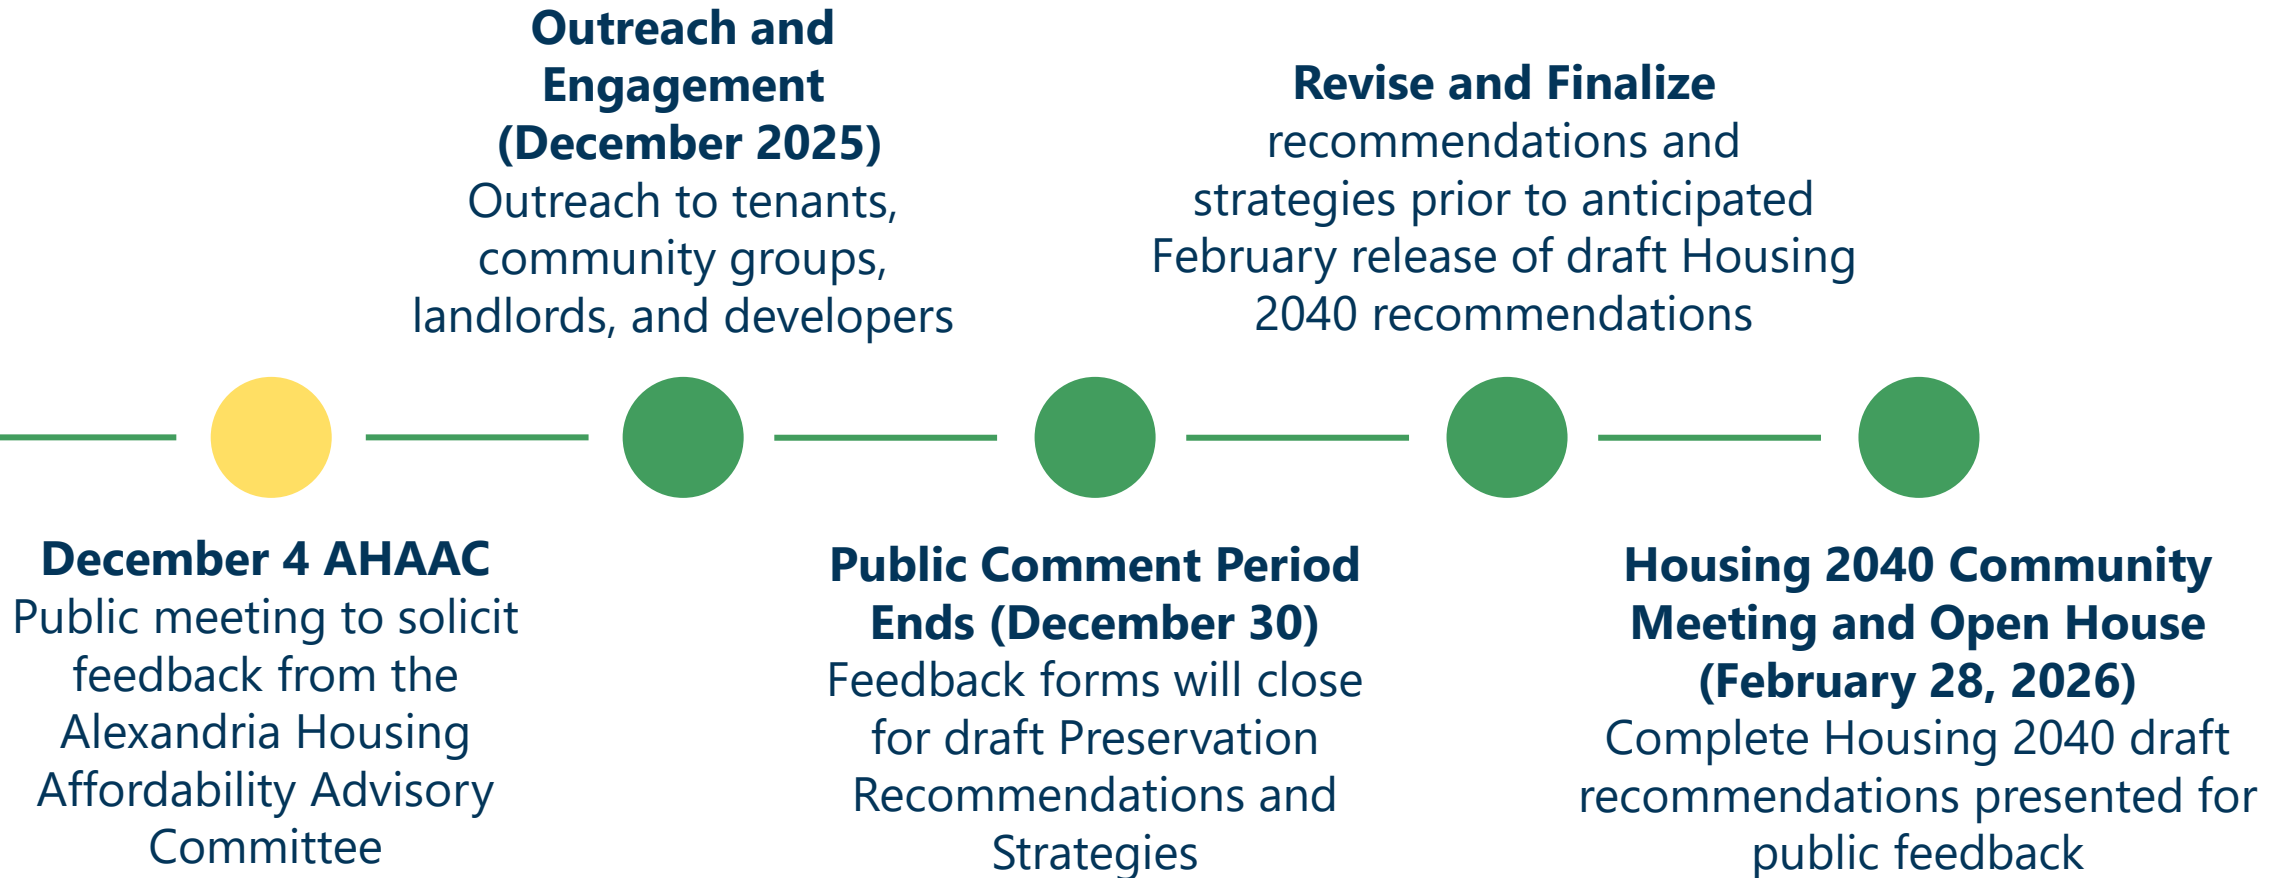 Outreach and
Engagement
(December 2025)
Outreach to tenants,
community groups,
landlords, and developers
Revise and Finalize
recommendations and
strategies prior to anticipated
February release of draft Housing
2040 recommendations
December 4 AHAAC
Public meeting to solicit
feedback from the
Alexandria Housing
Affordability Advisory
Committee
Public Comment Period
Ends (December 30)
Feedback forms will close
for draft Preservation
Recommendations and
Strategies
Housing 2040 Community
Meeting and Open House
(February 28, 2026)
Complete Housing 2040 draft
recommendations presented for
public feedback